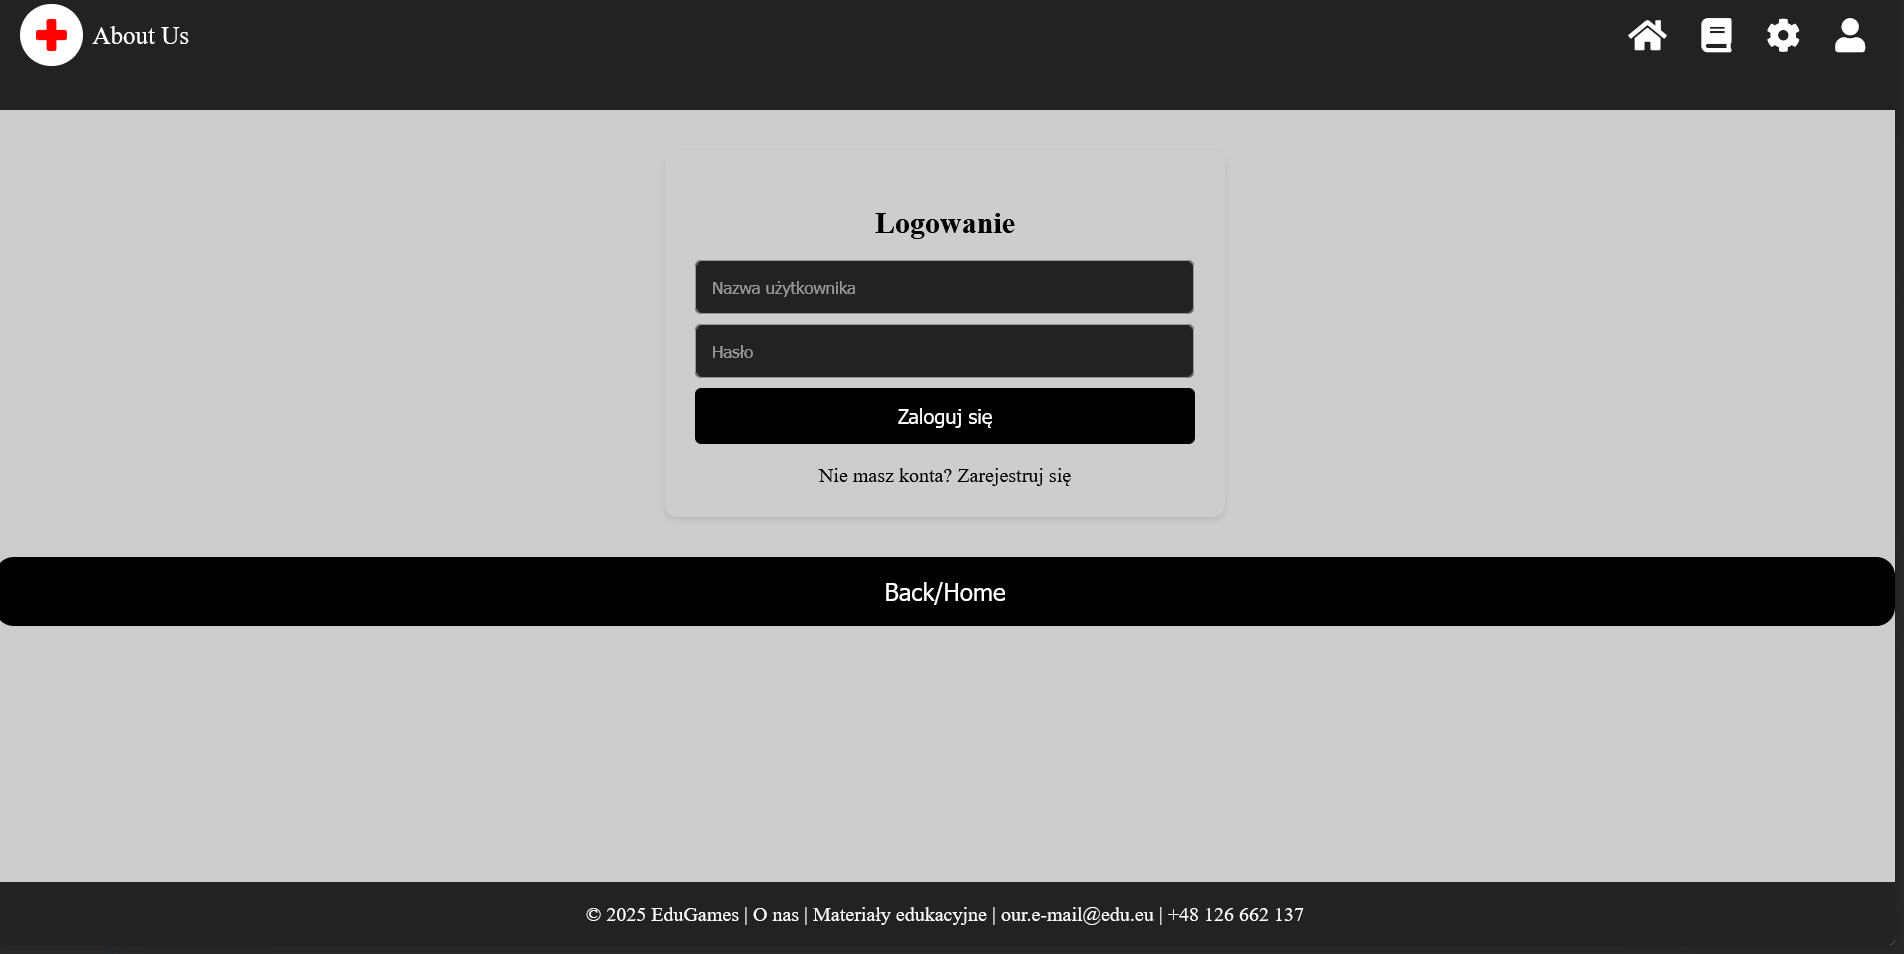 About Us
Logowanie
Nazwa użytkownika
Hasło
Zaloguj się
Nie masz konta? Zarejestruj się
Back/Home
© 2025 EduGames | O nas | Materiały edukacyjne | our.e-mail@edu.eu | +48 126 662 137